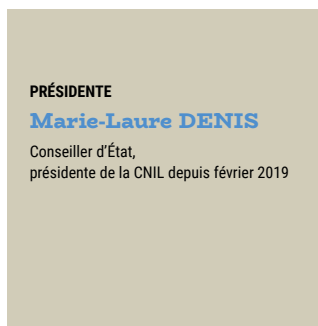 PRÉSIDENTE
Marie-Laure DENIS
Conseiller d’État,
présidente de la CNIL depuis février 2019